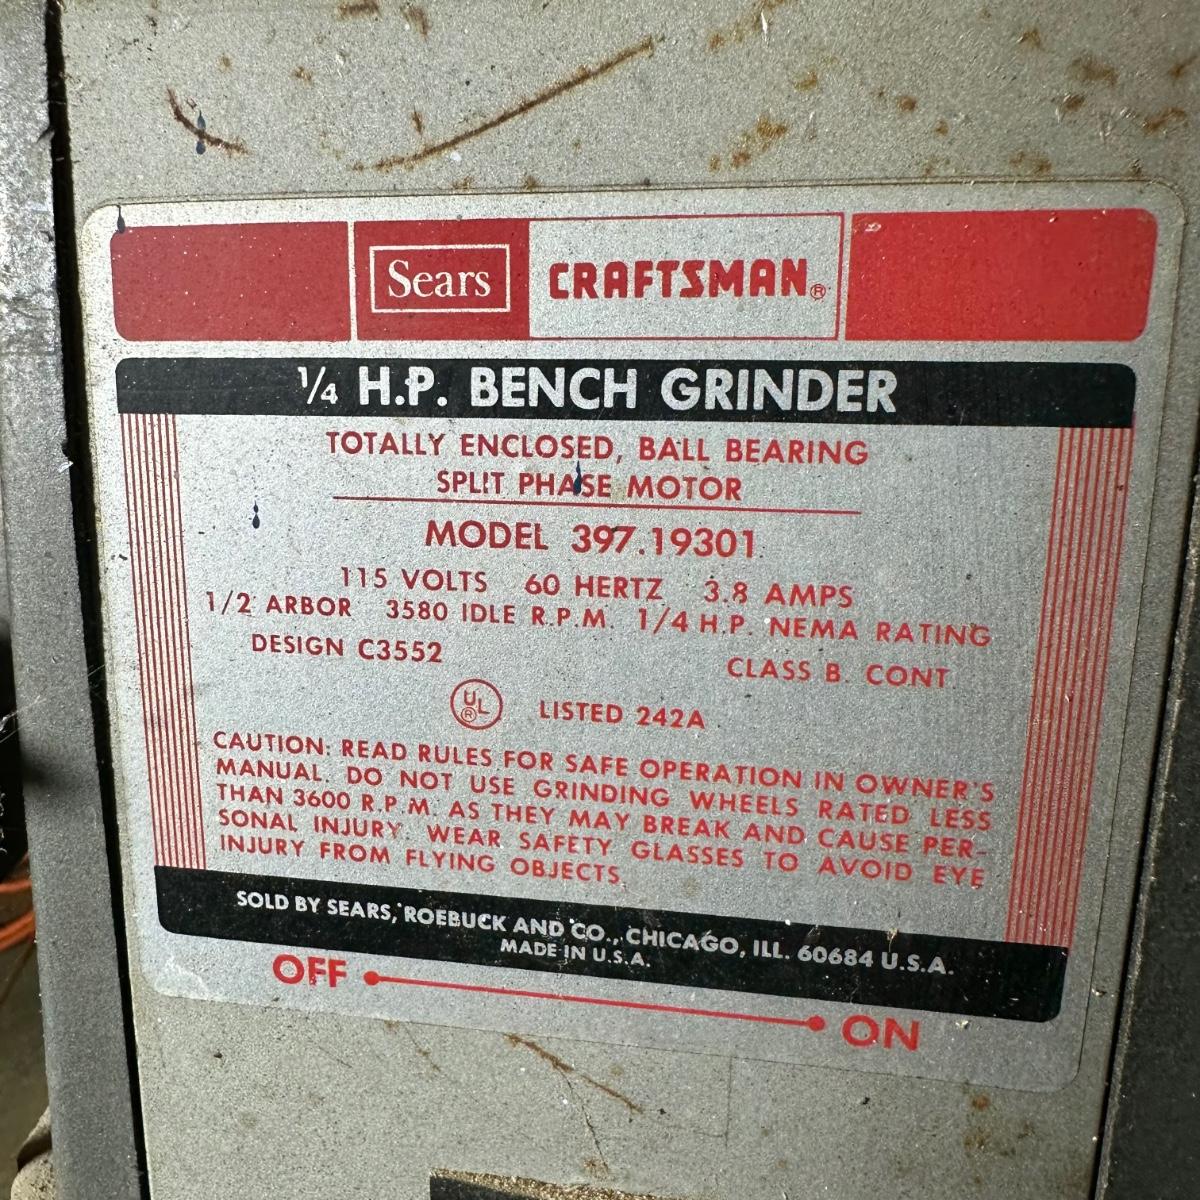 Sears CRAFTSMAN®
1/4 H.P. BENCH GRINDER
TOTALLY ENCLOSED, BALL BEARING
SPLIT PHASE MOTOR
MODEL 397.19301
115 VOLTS 60 HERTZ 3.8 AMPS
1/2 ARBOR 3580 IDLE R.P.M. 1/4 H.P. NEMA RATING
DESIGN C3552 CLASS B. CONT.
UL® LISTED 242A
CAUTION: READ RULES FOR SAFE OPERATION IN OWNER'S
MANUAL. DO NOT USE GRINDING WHEELS RATED LESS
THAN 3600 R.P.M. AS THEY MAY BREAK AND CAUSE PER-
SONAL INJURY. WEAR SAFETY GLASSES TO AVOID EYE
INJURY FROM FLYING OBJECTS.
SOLD BY SEARS, ROEBUCK AND CO., CHICAGO, ILL. 60684 U.S.A.
MADE IN U.S.A.
OFF ON